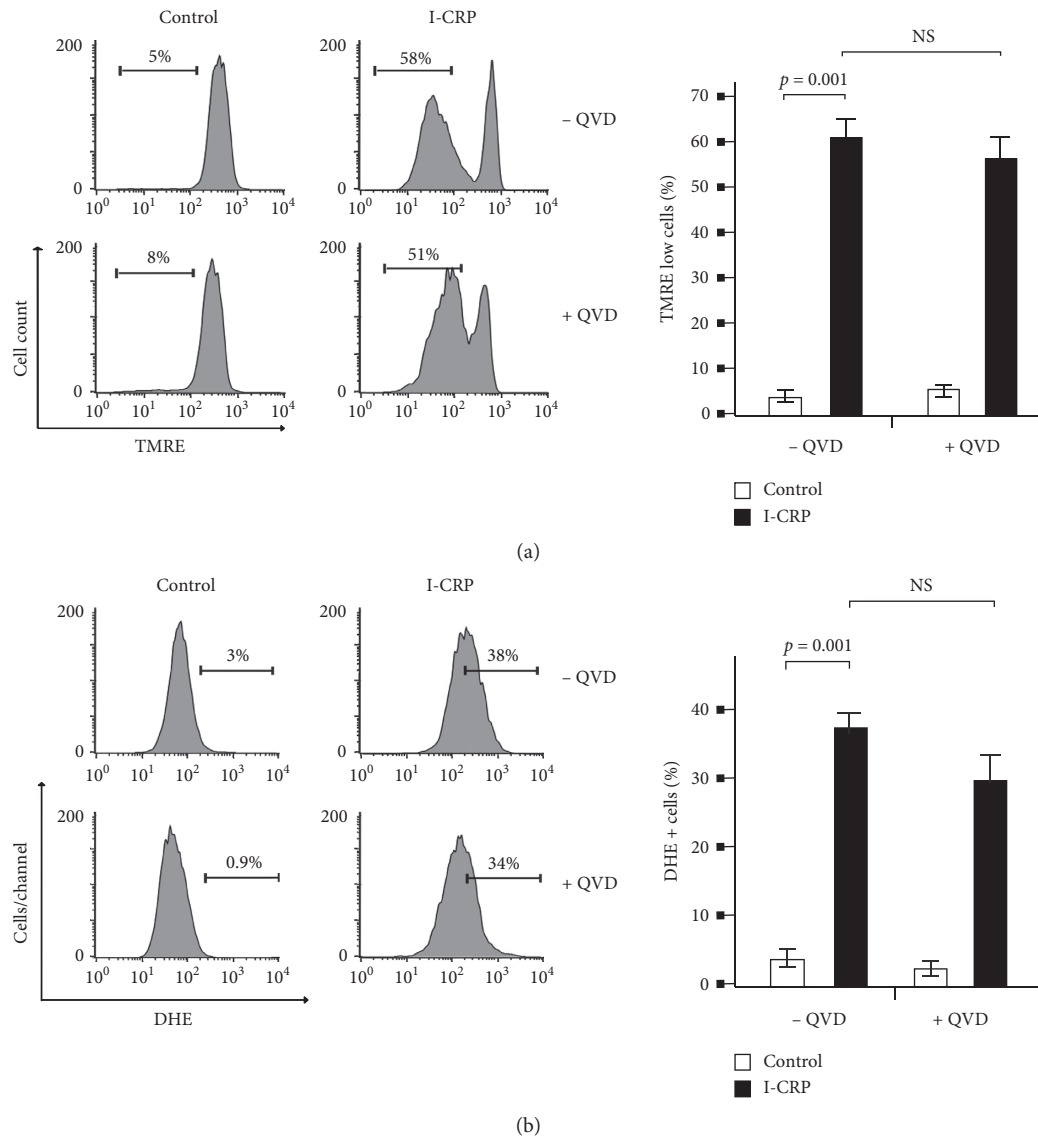 Control
I-CRP
200
5%
0
10^0 10^1 10^2 10^3 10^4
200
58%
0
10^0 10^1 10^2 10^3 10^4
– QVD
200
8%
0
10^0 10^1 10^2 10^3 10^4
200
51%
0
10^0 10^1 10^2 10^3 10^4
+ QVD
Cell count
TMRE
NS
p = 0.001
70
60
50
40
30
20
10
0
TMRE low cells (%)
– QVD + QVD
Control
I-CRP
(a)
Control
I-CRP
200
3%
0
10^0 10^1 10^2 10^3 10^4
200
38%
0
10^0 10^1 10^2 10^3 10^4
– QVD
200
0.9%
0
10^0 10^1 10^2 10^3 10^4
200
34%
0
10^0 10^1 10^2 10^3 10^4
+ QVD
Cells/channel
DHE
NS
p = 0.001
40
30
20
10
0
DHE + cells (%)
– QVD + QVD
Control
I-CRP
(b)